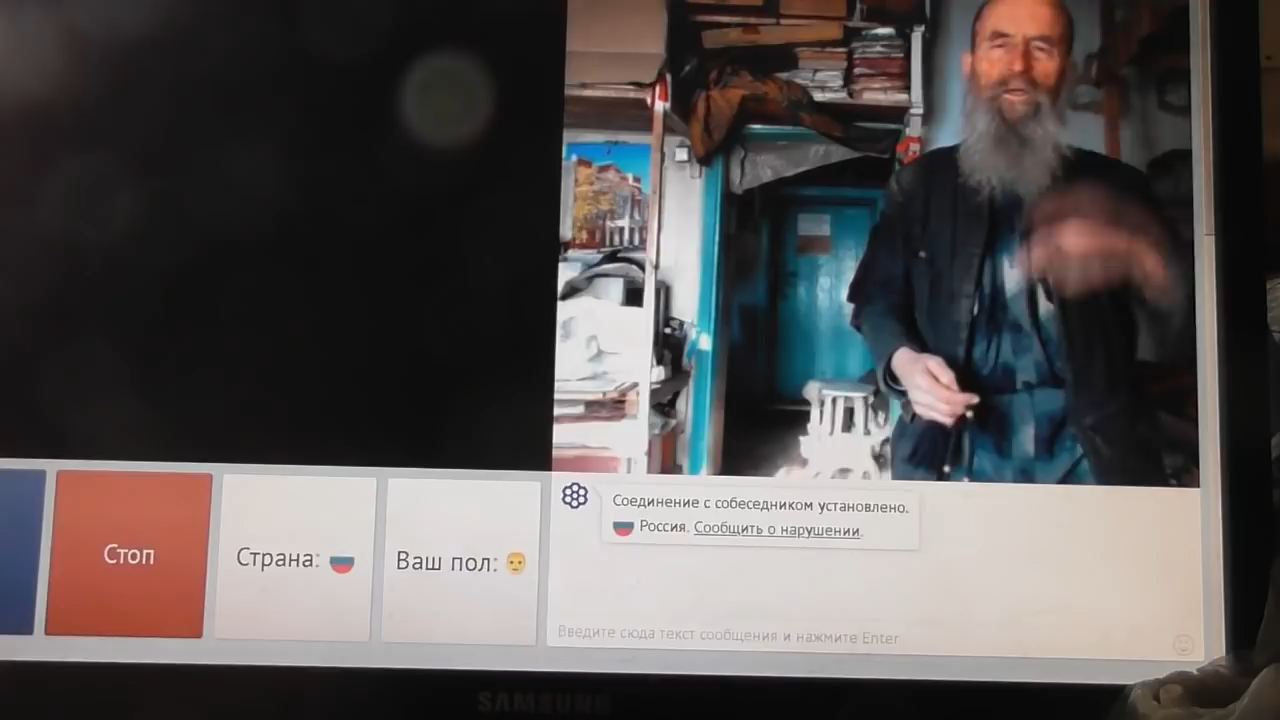 Соединение с собеседником установлено.
Россия. Сообщить о нарушении.
Стоп
Страна:
Ваш пол:
Введите сюда текст сообщения и нажмите Enter
SAMSUNG